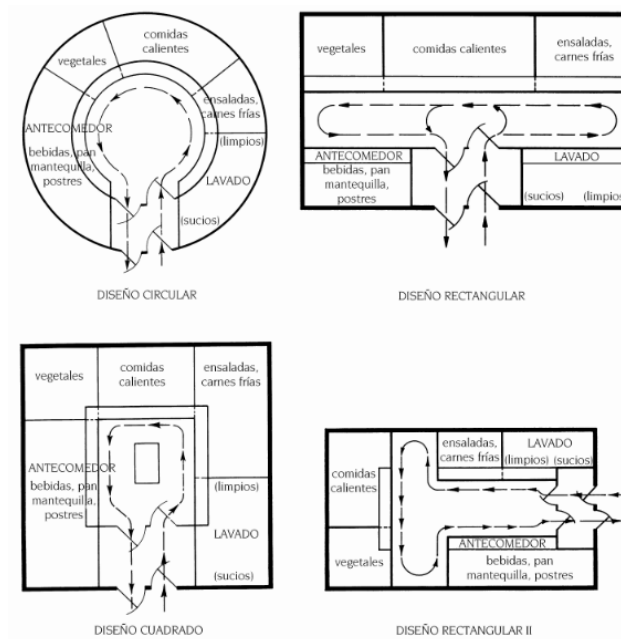 comidas
calientes
vegetales
ensaladas,
carnes frías
ANTECOMEDOR
bebidas, pan
mantequilla,
postres
(limpios)
LAVADO
(sucios)
DISEÑO CIRCULAR
vegetales
comidas calientes
ensaladas,
carnes frías
ANTECOMEDOR
bebidas, pan
mantequilla,
postres
LAVADO
(sucios)
(limpios)
DISEÑO RECTANGULAR
vegetales
comidas
calientes
ensaladas,
carnes frías
ANTECOMEDOR
bebidas, pan
mantequilla,
postres
(limpios)
LAVADO
(sucios)
DISEÑO CUADRADO
comidas
calientes
vegetales
ensaladas,
carnes frías
LAVADO
(limpios) (sucios)
ANTECOMEDOR
bebidas, pan
mantequilla, postres
DISEÑO RECTANGULAR II